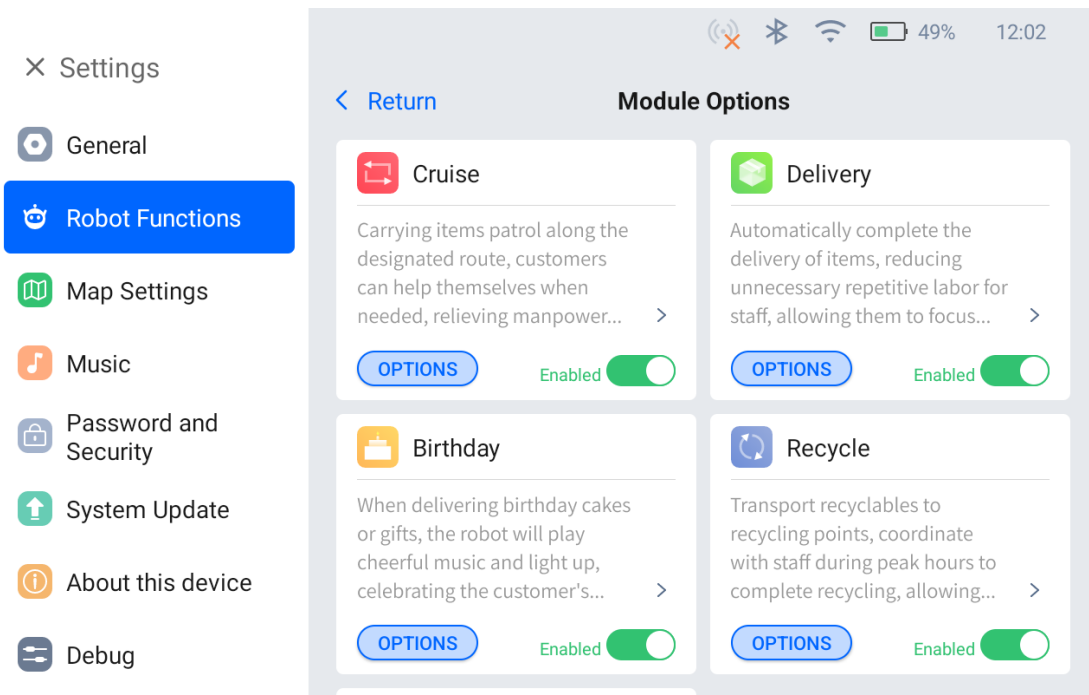 49%
12:02
Settings
General
Robot Functions
Map Settings
Music
Password and
Security
System Update
About this device
Debug
Return
Module Options
Cruise
Carrying items patrol along the
designated route, customers
can help themselves when
needed, relieving manpower...
OPTIONS
Enabled
Delivery
Automatically complete the
delivery of items, reducing
unnecessary repetitive labor for
staff, allowing them to focus...
OPTIONS
Enabled
Birthday
When delivering birthday cakes
or gifts, the robot will play
cheerful music and light up,
celebrating the customer's...
OPTIONS
Enabled
Recycle
Transport recyclables to
recycling points, coordinate
with staff during peak hours to
complete recycling, allowing...
OPTIONS
Enabled